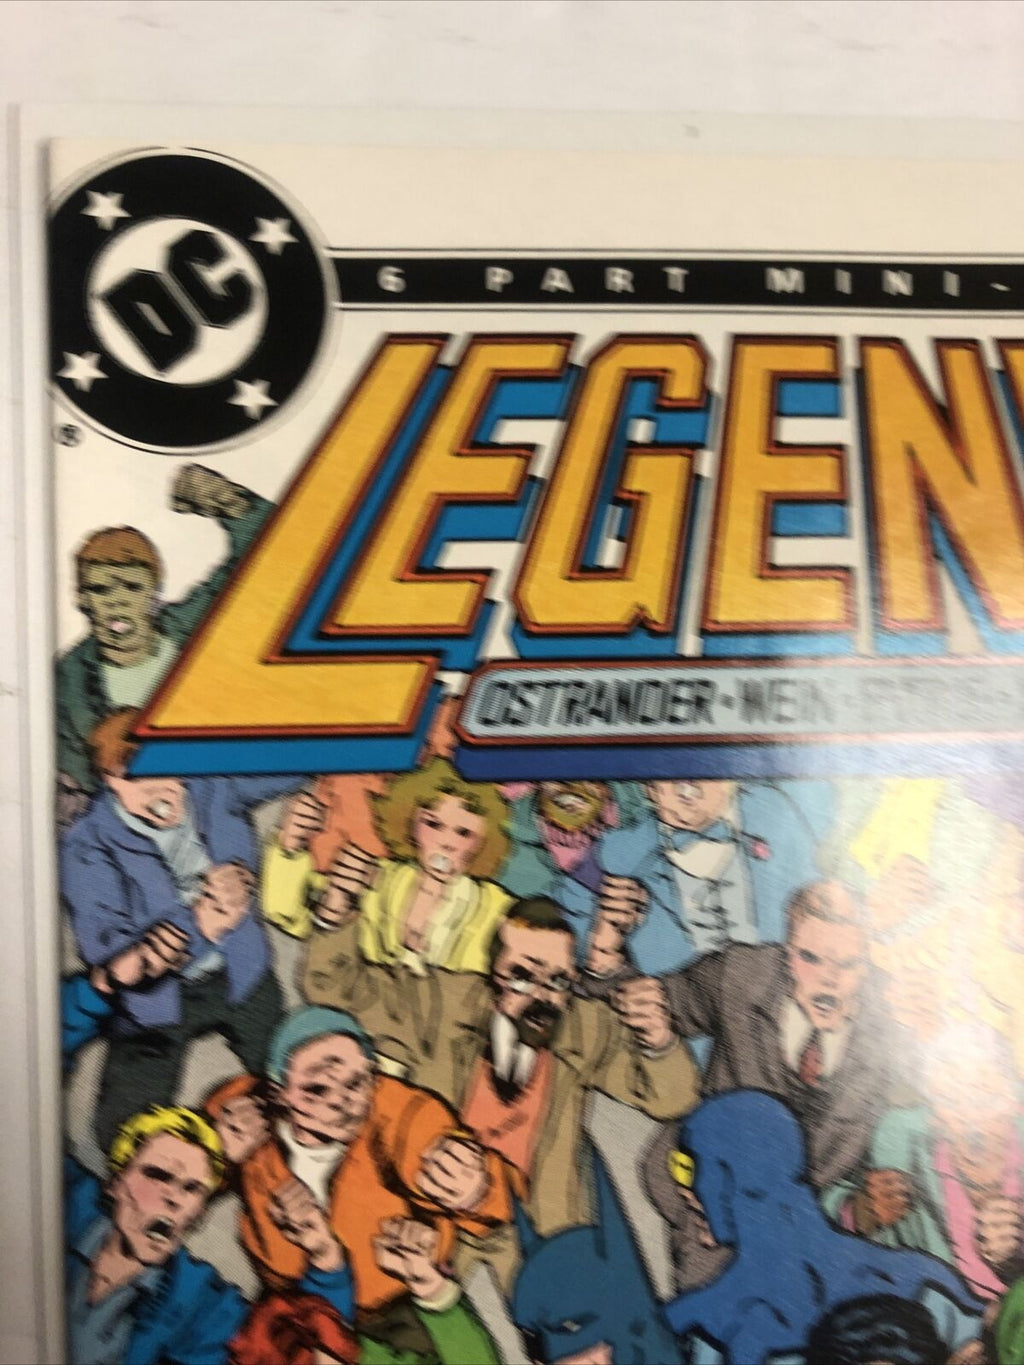 DC
®
6 PART MINI-
LEGEN
OSTRANDER · WEIN ·